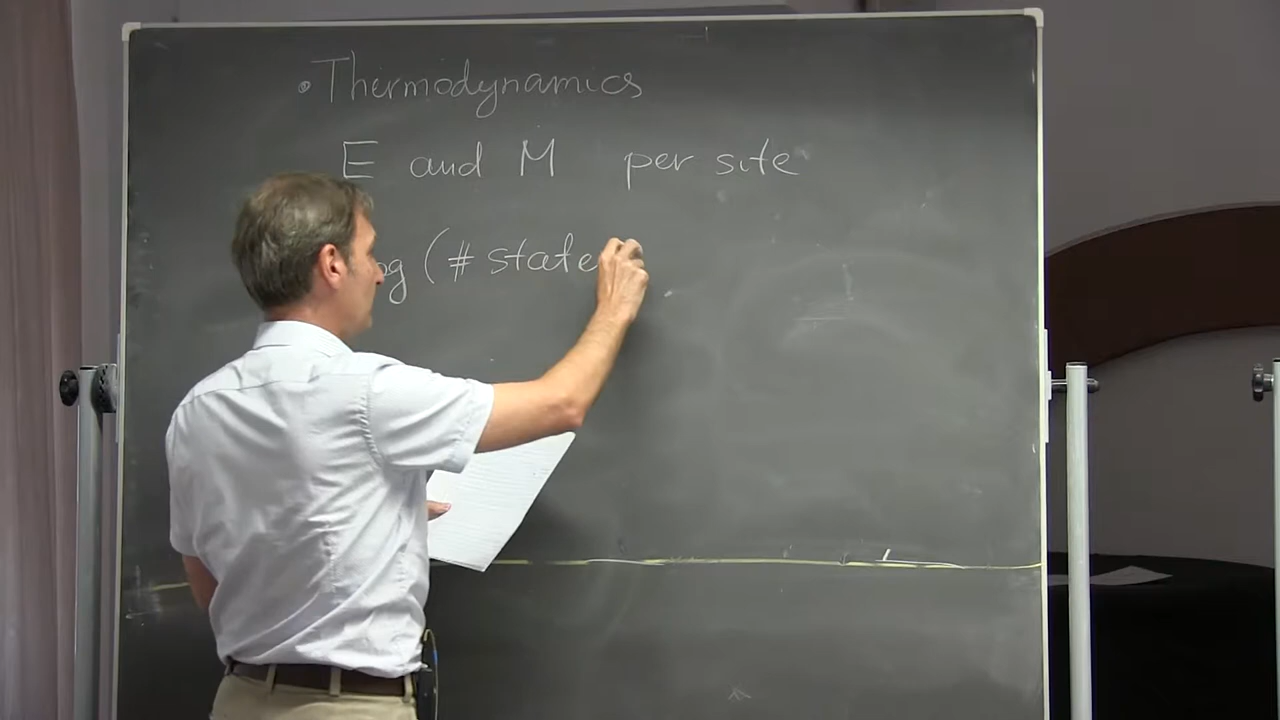 • Thermodynamics
E and M per site
(# state